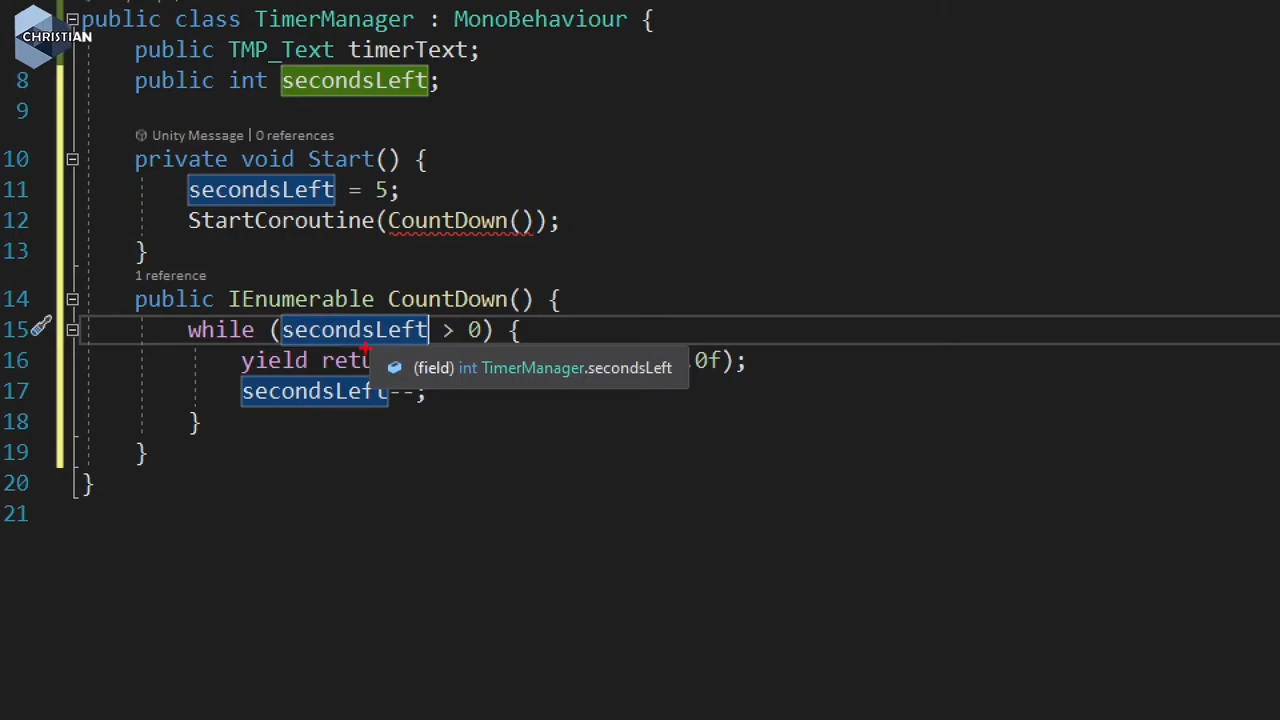 CHRISTIAN
public class TimerManager : MonoBehaviour {
public TMP_Text timerText;
8 public int secondsLeft;
9
Unity Message | 0 references
10 private void Start() {
11 secondsLeft = 5;
12 StartCoroutine(CountDown());
13 }
1 reference
14 public IEnumerable CountDown() {
15 while (secondsLeft > 0) {
16 yield retu .0f);
(field) int TimerManager.secondsLeft
17 secondsLeft--;
18 }
19 }
20 }
21